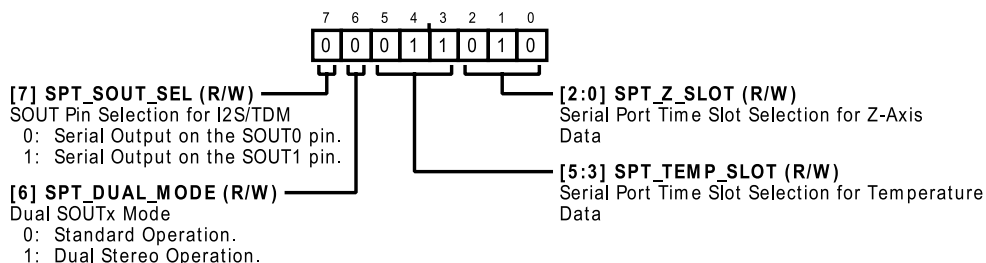 7 6 5 4 3 2 1 0
0 0 0 1 1 0 1 0
[7] SPT_SOUT_SEL (R/W)
SOUT Pin Selection for I2S/TDM
0: Serial Output on the SOUT0 pin.
1: Serial Output on the SOUT1 pin.
[6] SPT_DUAL_MODE (R/W)
Dual SOUTx Mode
0: Standard Operation.
1: Dual Stereo Operation.
[2:0] SPT_Z_SLOT (R/W)
Serial Port Time Slot Selection for Z-Axis
Data
[5:3] SPT_TEMP_SLOT (R/W)
Serial Port Time Slot Selection for Temperature
Data